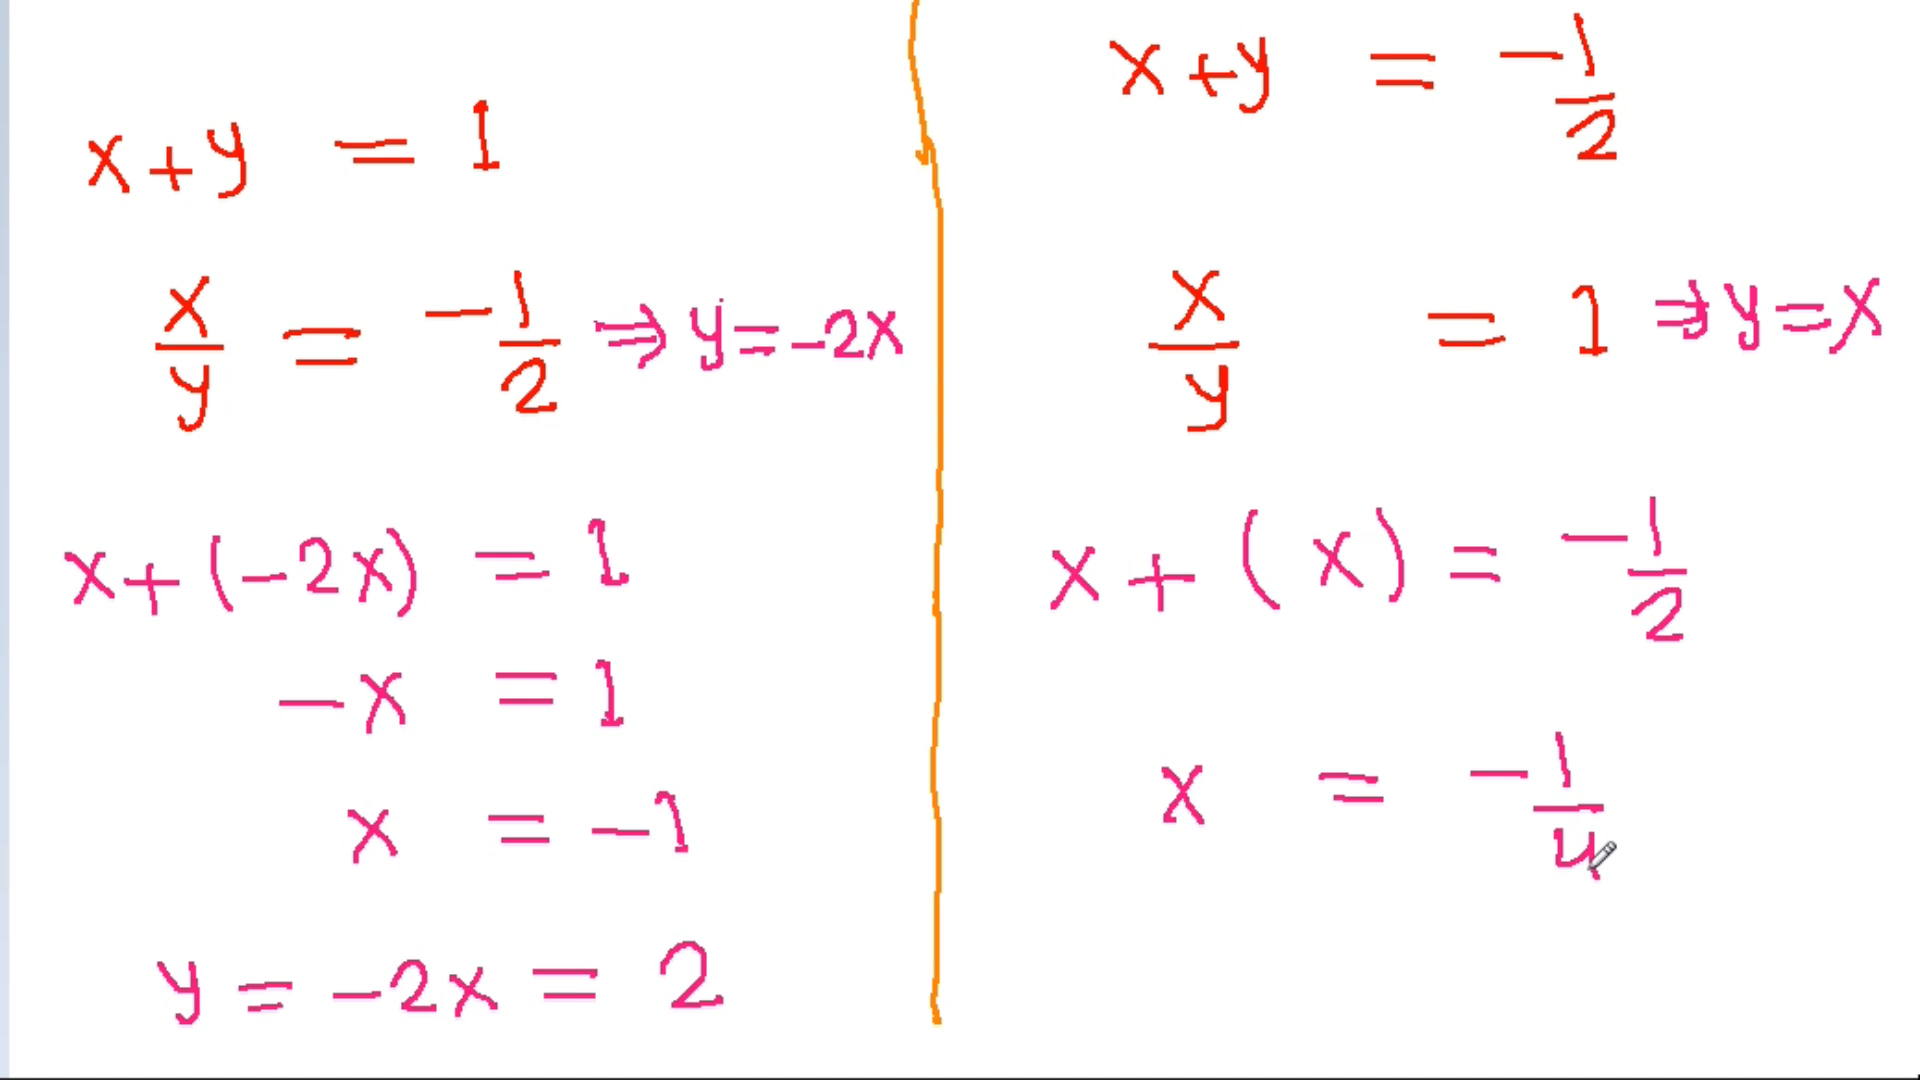 x+y = 1
x/y = -1/2 ⇒ y = -2x
x + (-2x) = 1
-x = 1
x = -1
y = -2x = 2
x+y = -1/2
x/y = 1 ⇒ y = x
x + (x) = -1/2
x = -1/4